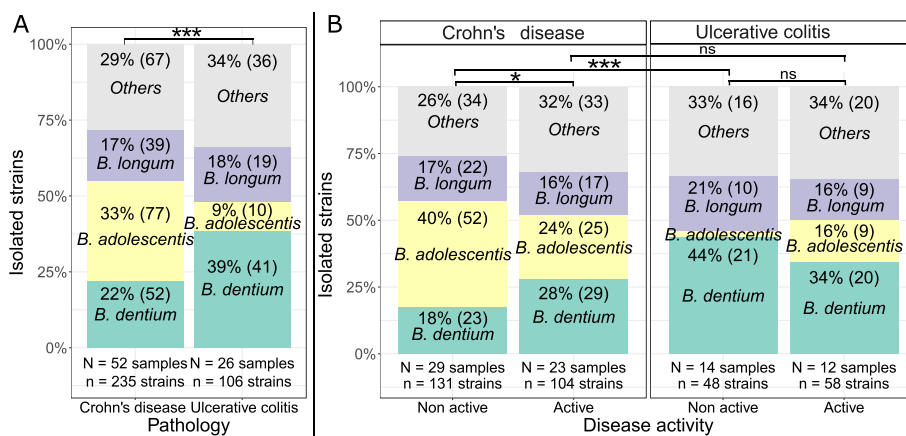 A
***
Isolated strains
100%
75%
50%
25%
0%
29% (67)
Others
17% (39)
B. longum
33% (77)
B. adolescentis
22% (52)
B. dentium
34% (36)
Others
18% (19)
B. longum
9% (10)
B. adolescentis
39% (41)
B. dentium
N = 52 samples
n = 235 strains
N = 26 samples
n = 106 strains
Crohn's disease
Ulcerative colitis
Pathology
B
Crohn's disease
Ulcerative colitis
ns
***
*
ns
Isolated strains
100%
75%
50%
25%
0%
26% (34)
Others
17% (22)
B. longum
40% (52)
B. adolescentis
18% (23)
B. dentium
32% (33)
Others
16% (17)
B. longum
24% (25)
B. adolescentis
28% (29)
B. dentium
33% (16)
Others
21% (10)
B. longum
B. adolescentis
44% (21)
B. dentium
34% (20)
Others
16% (9)
B. longum
16% (9)
B. adolescentis
34% (20)
B. dentium
N = 29 samples
n = 131 strains
N = 23 samples
n = 104 strains
N = 14 samples
n = 48 strains
N = 12 samples
n = 58 strains
Non active
Active
Non active
Active
Disease activity